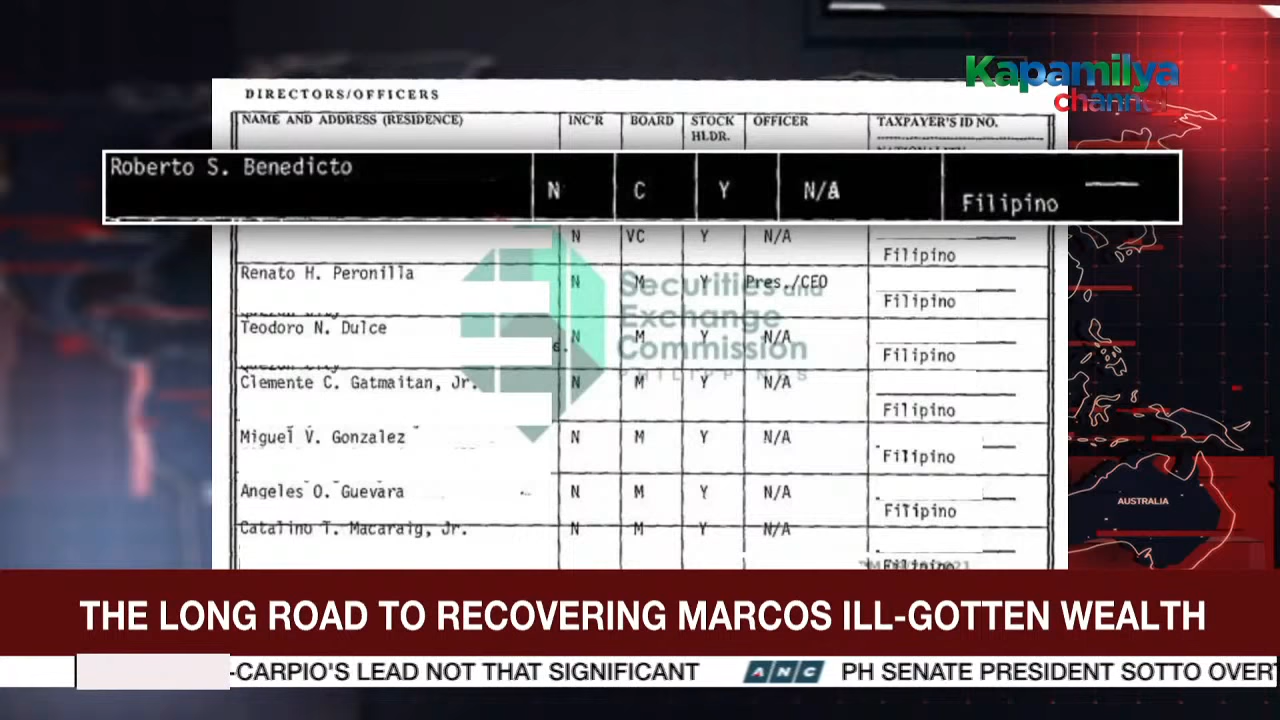 Kapamilya
channel
DIRECTORS/OFFICERS
NAME AND ADDRESS (RESIDENCE) INC'R BOARD STOCK HLDR. OFFICER TAXPAYER'S ID NO.
Roberto S. Benedicto N C Y N/A Filipino
N VC Y N/A Filipino
Renato H. Peronilla N M Y Pres./CEO Filipino
Teodoro N. Dulce N M Y N/A Filipino
Clemente C. Gatmaitan, Jr. N M Y N/A Filipino
Miguel V. Gonzalez N M Y N/A Filipino
Angeles O. Guevara N M Y N/A Filipino
Catalino T. Macaraig, Jr. N M Y N/A Filipino
Securities and
Exchange
Commission
PHILIPPINES
AUSTRALIA
THE LONG ROAD TO RECOVERING MARCOS ILL-GOTTEN WEALTH
-CARPIO'S LEAD NOT THAT SIGNIFICANT ANC PH SENATE PRESIDENT SOTTO OVER